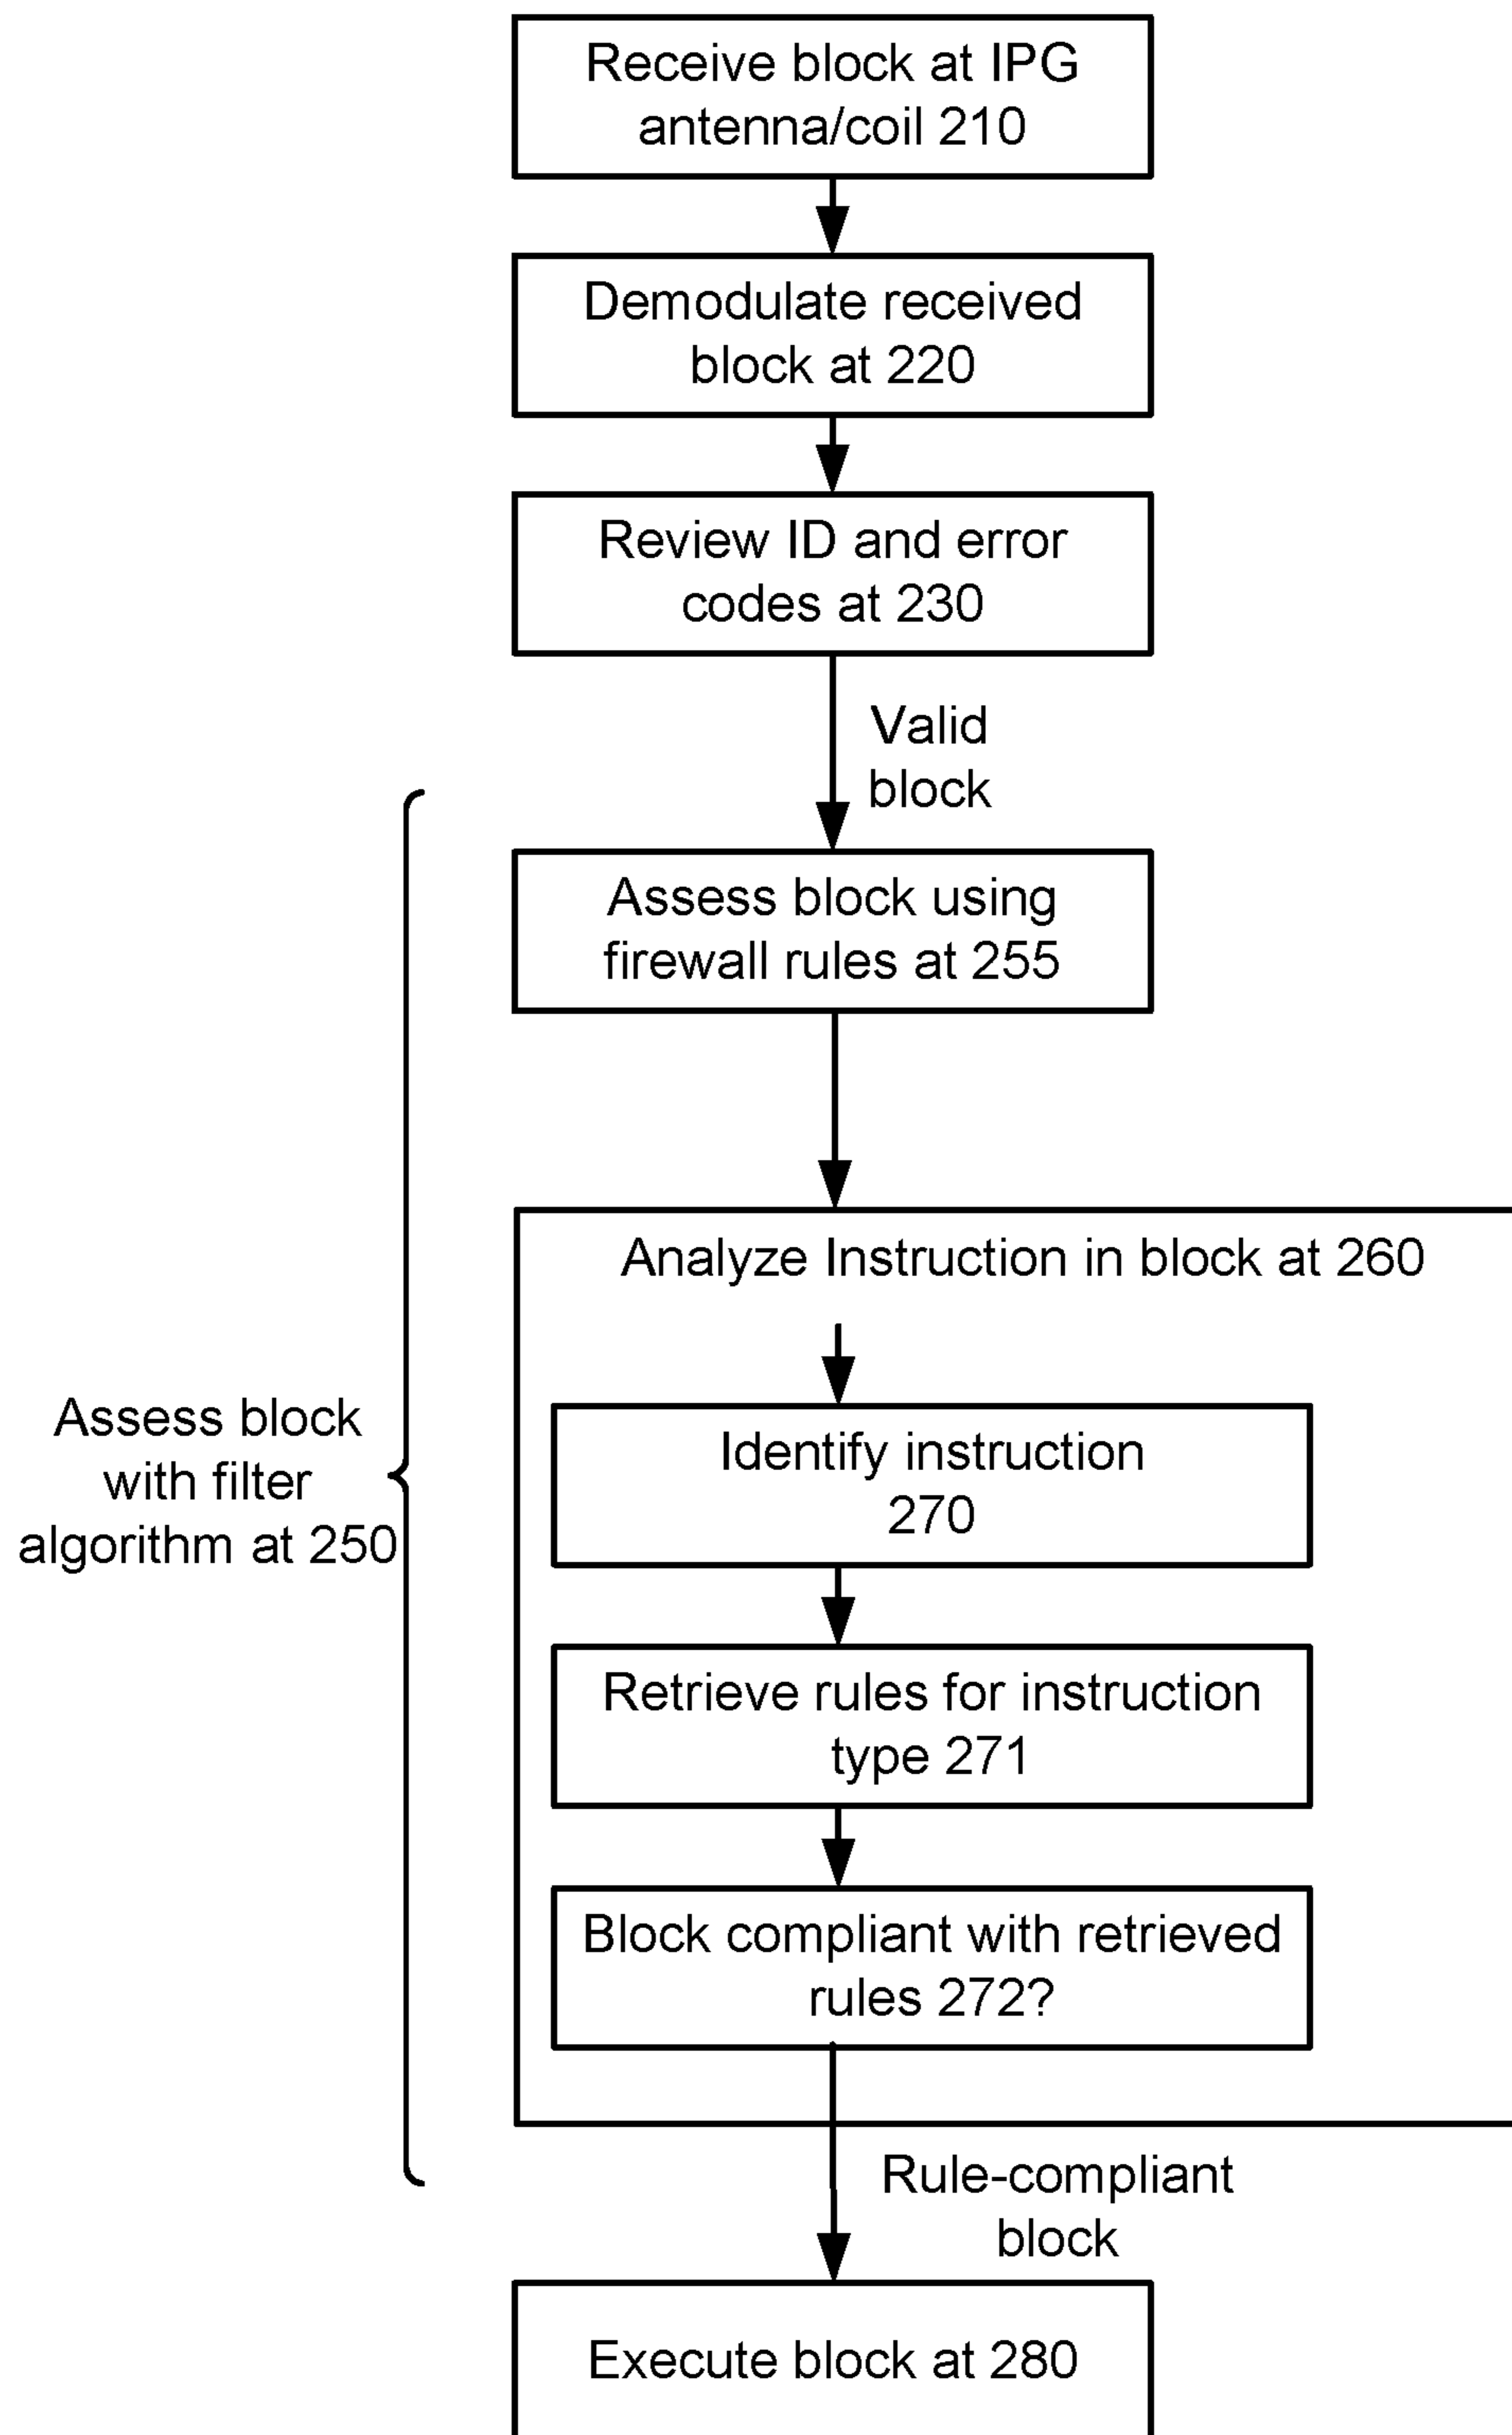 Receive block at IPG
antenna/coil 210
Demodulate received
block at 220
Review ID and error
codes at 230
Valid
block
Assess block using
firewall rules at 255
Analyze Instruction in block at 260
Identify instruction
270
Assess block
with filter
algorithm at 250
Retrieve rules for instruction
type 271
Block compliant with retrieved
rules 272?
Rule-compliant
block
Execute block at 280